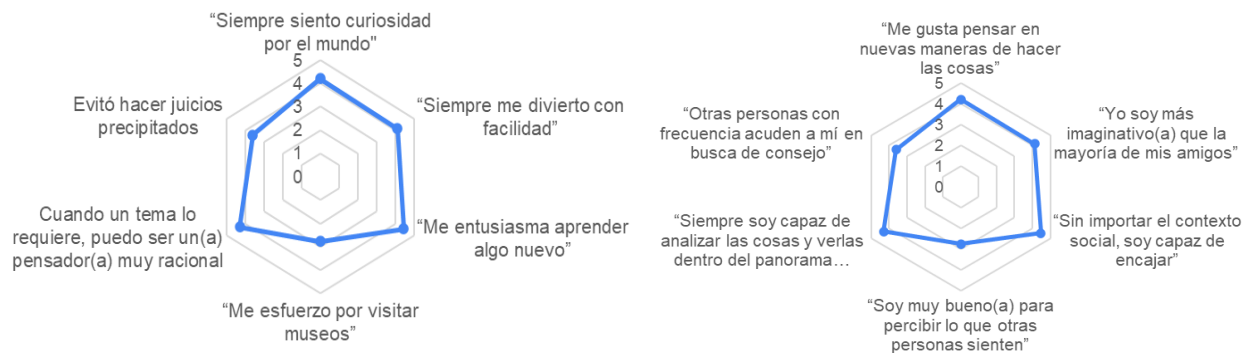 “Siempre siento curiosidad
por el mundo"
5
4
3
2
1
0
“Siempre me divierto con
facilidad”
“Me entusiasma aprender
algo nuevo”
“Me esfuerzo por visitar
museos”
Cuando un tema lo
requiere, puedo ser un(a)
pensador(a) muy racional
Evitó hacer juicios
precipitados
“Me gusta pensar en
nuevas maneras de hacer
las cosas”
5
4
3
2
1
0
“Yo soy más
imaginativo(a) que la
mayoría de mis amigos”
“Sin importar el contexto
social, soy capaz de
encajar”
“Soy muy bueno(a) para
percibir lo que otras
personas sienten”
“Siempre soy capaz de
analizar las cosas y verlas
dentro del panorama…
“Otras personas con
frecuencia acuden a mí en
busca de consejo”